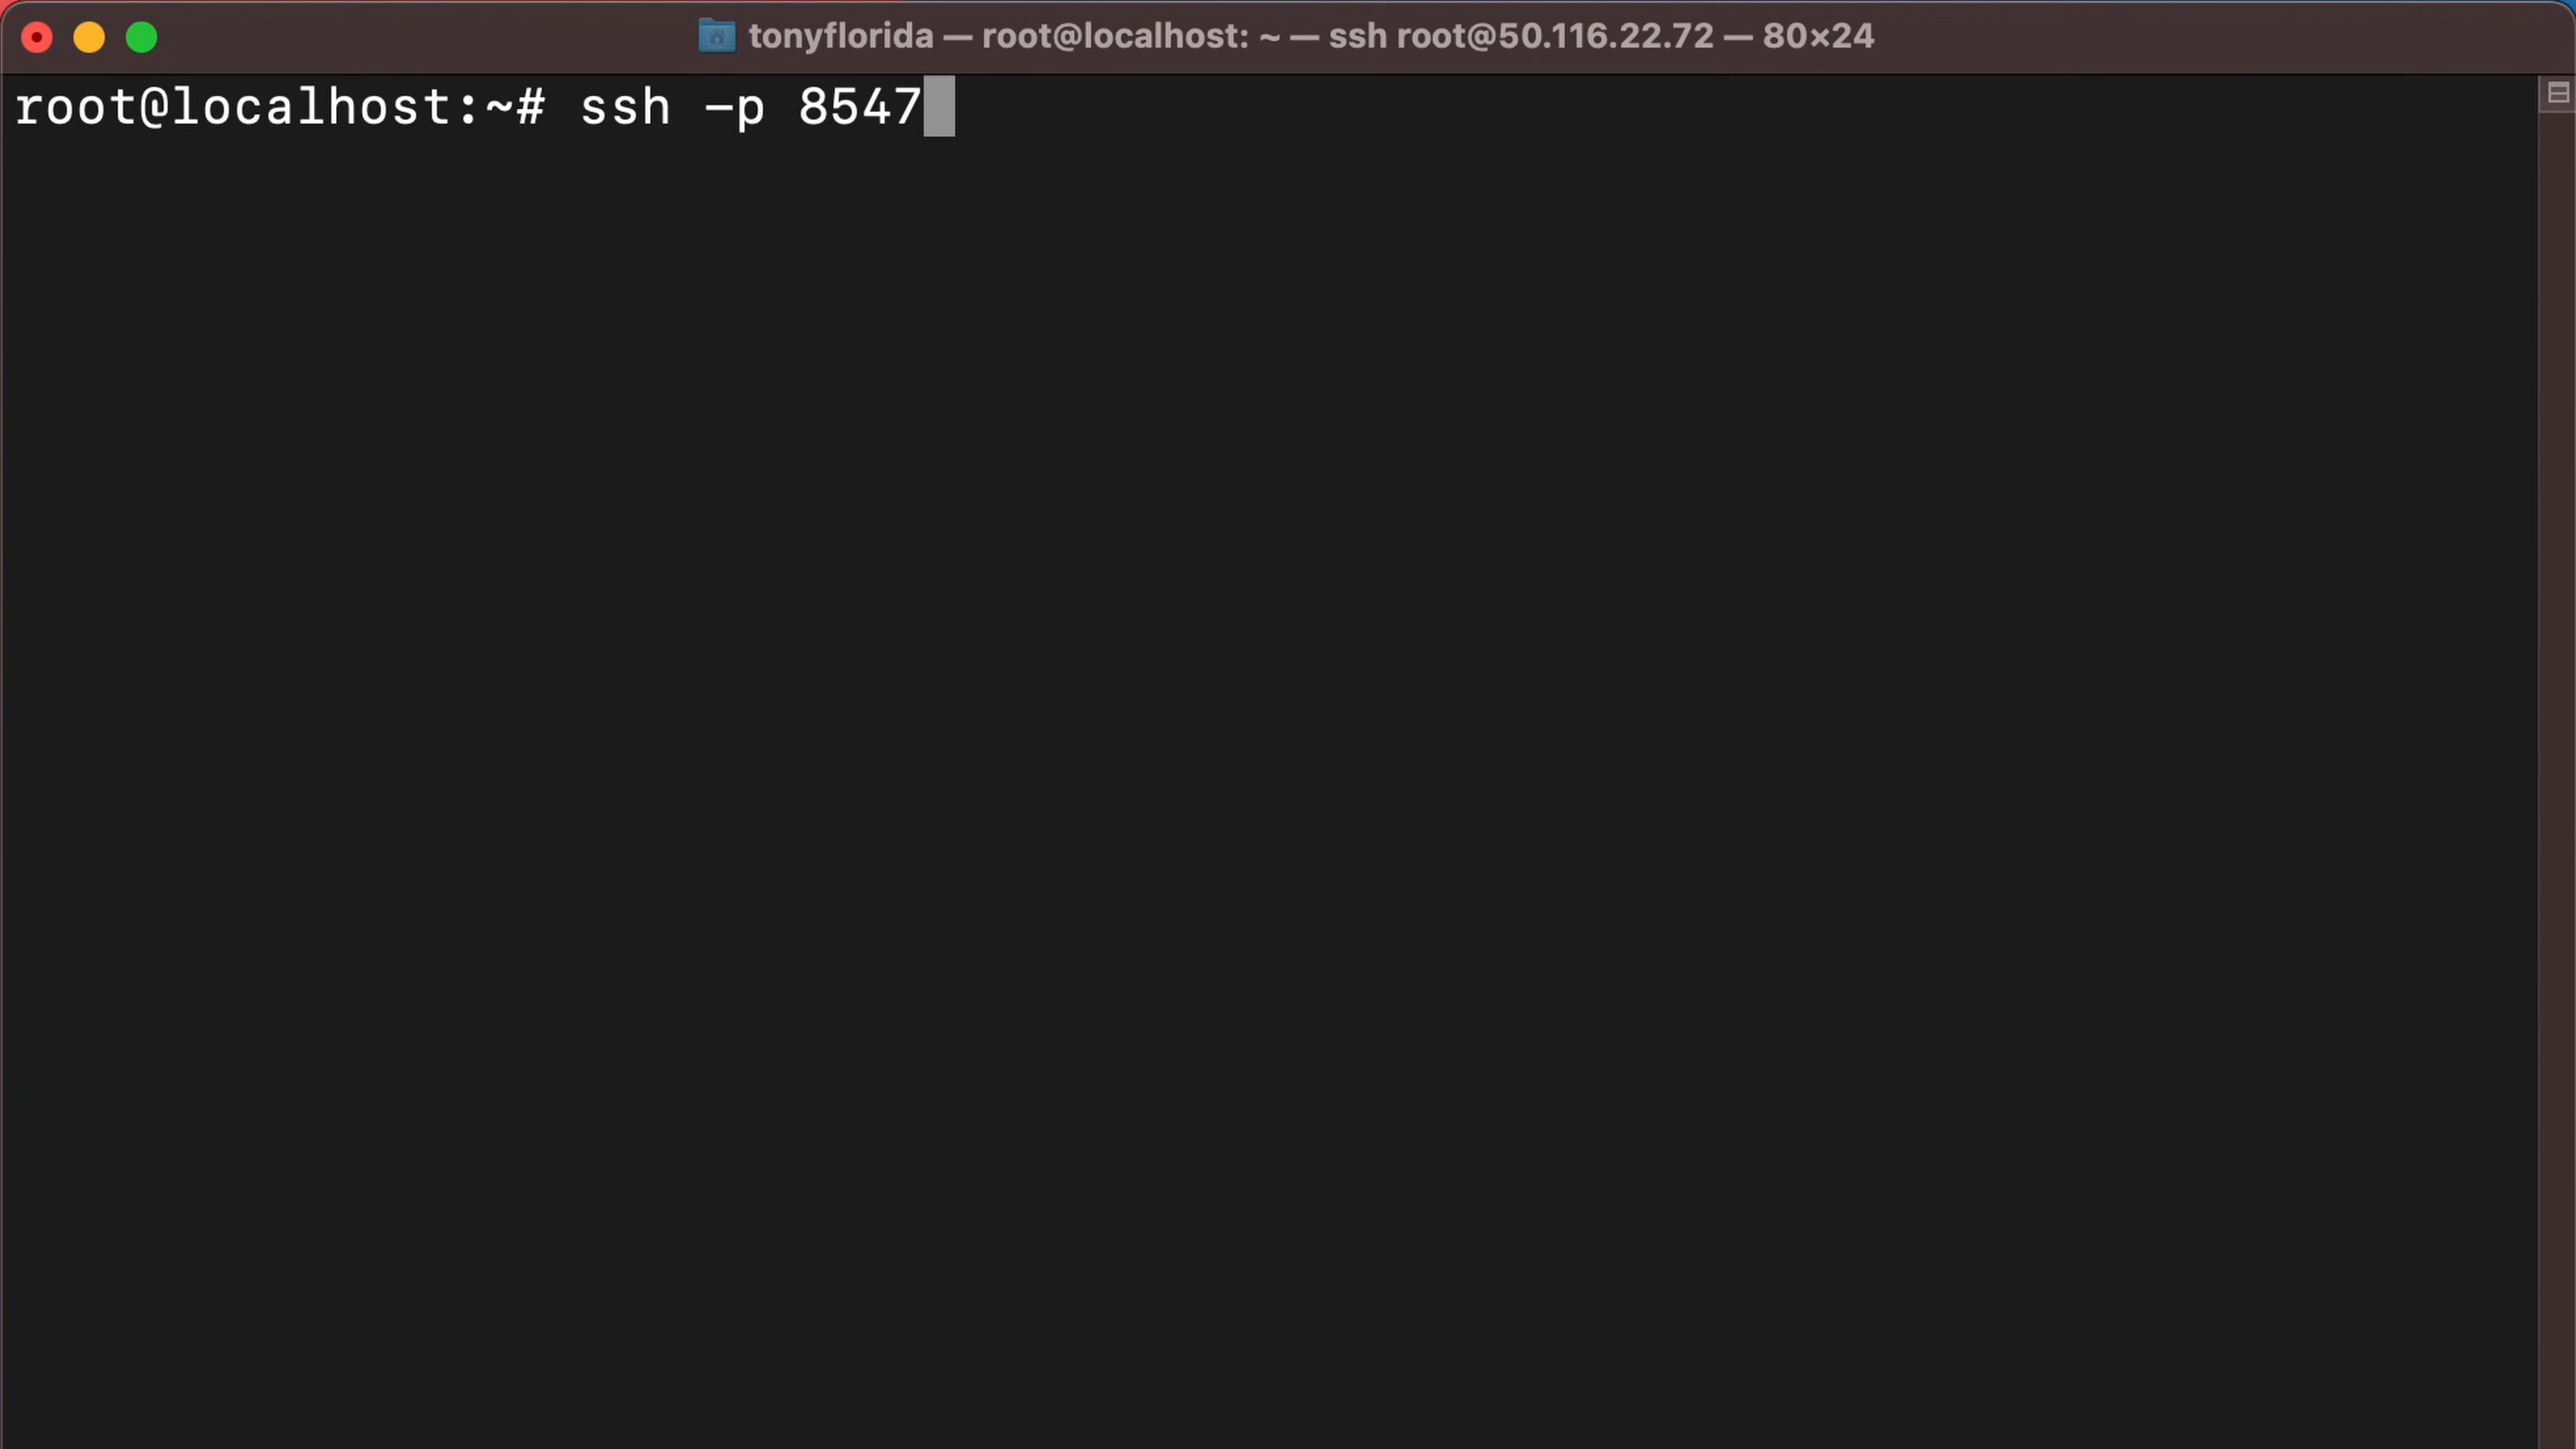 tonyflorida — root@localhost: ~ — ssh root@50.116.22.72 — 80×24
root@localhost:~# ssh -p 8547